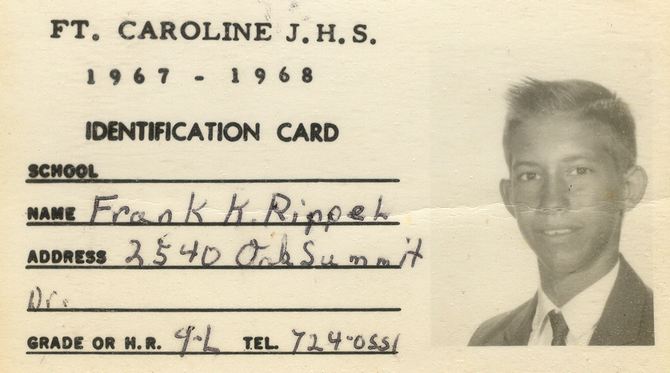 FT. CAROLINE J.H.S.
1967 - 1968
IDENTIFICATION CARD
SCHOOL
NAME Frank K. Rippel
ADDRESS 2540 Oak Summit
Dr.
GRADE OR H.R. 9-L TEL. 724-0551